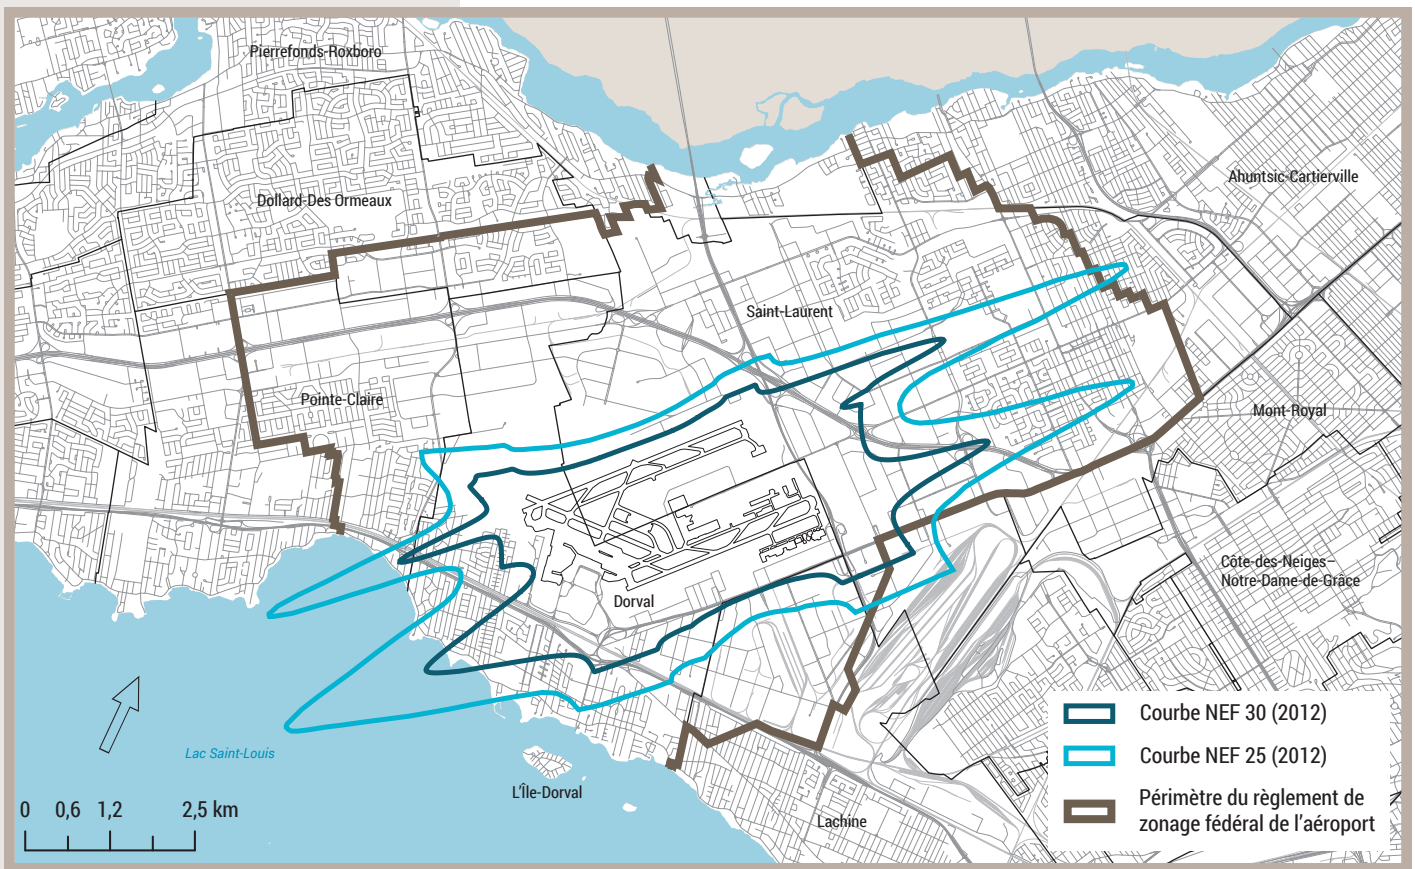 Pierrefonds-Roxboro
Dollard-Des Ormeaux
Ahuntsic-Cartierville
Saint-Laurent
Pointe-Claire
Mont-Royal
Côte-des-Neiges–
Notre-Dame-de-Grâce
Dorval
Lac Saint-Louis
L'Île-Dorval
Lachine
0 0,6 1,2 2,5 km
Courbe NEF 30 (2012)
Courbe NEF 25 (2012)
Périmètre du règlement de
zonage fédéral de l'aéroport